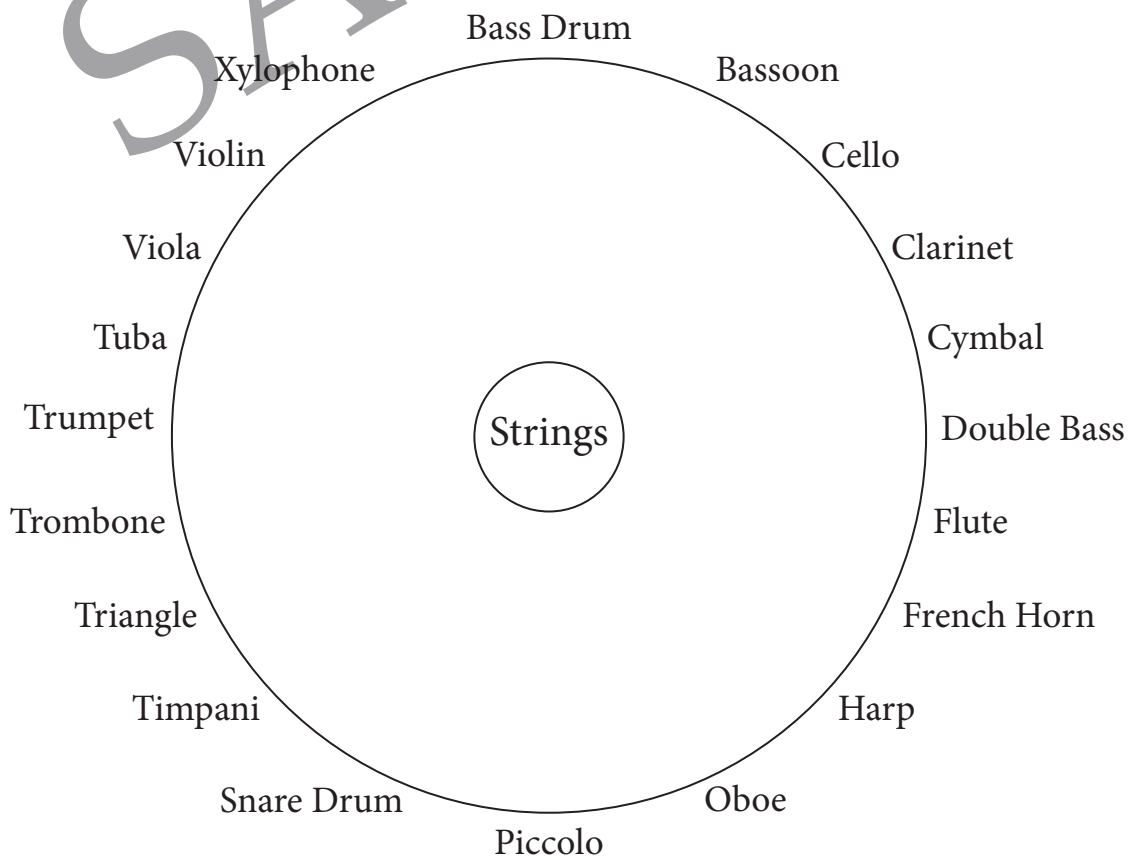 SA
Bass Drum
Bassoon
Cello
Clarinet
Cymbal
Double Bass
Flute
French Horn
Harp
Oboe
Piccolo
Snare Drum
Timpani
Triangle
Trombone
Trumpet
Tuba
Viola
Violin
Xylophone
Strings